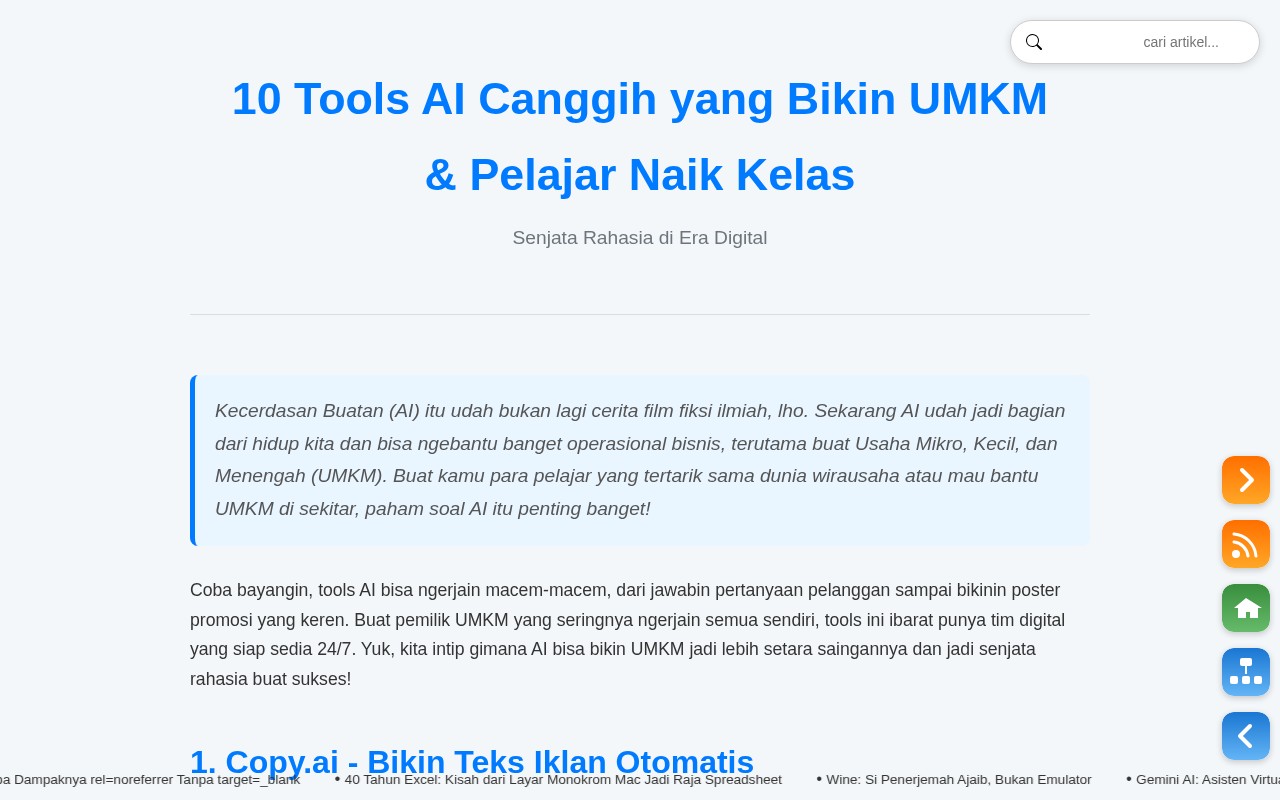 cari artikel...
10 Tools AI Canggih yang Bikin UMKM
& Pelajar Naik Kelas
Senjata Rahasia di Era Digital
Kecerdasan Buatan (AI) itu udah bukan lagi cerita film fiksi ilmiah, lho. Sekarang AI udah jadi bagian
dari hidup kita dan bisa ngebantu banget operasional bisnis, terutama buat Usaha Mikro, Kecil, dan
Menengah (UMKM). Buat kamu para pelajar yang tertarik sama dunia wirausaha atau mau bantu
UMKM di sekitar, paham soal AI itu penting banget!
Coba bayangin, tools AI bisa ngerjain macem-macem, dari jawabin pertanyaan pelanggan sampai bikinin poster
promosi yang keren. Buat pemilik UMKM yang seringnya ngerjain semua sendiri, tools ini ibarat punya tim digital
yang siap sedia 24/7. Yuk, kita intip gimana AI bisa bikin UMKM jadi lebih setara saingannya dan jadi senjata
rahasia buat sukses!
1. Copy.ai - Bikin Teks Iklan Otomatis
Dampaknya rel=noreferrer Tanpa target=_blank • 40 Tahun Excel: Kisah dari Layar Monokrom Mac Jadi Raja Spreadsheet • Wine: Si Penerjemah Ajaib, Bukan Emulator • Gemini AI: Asisten